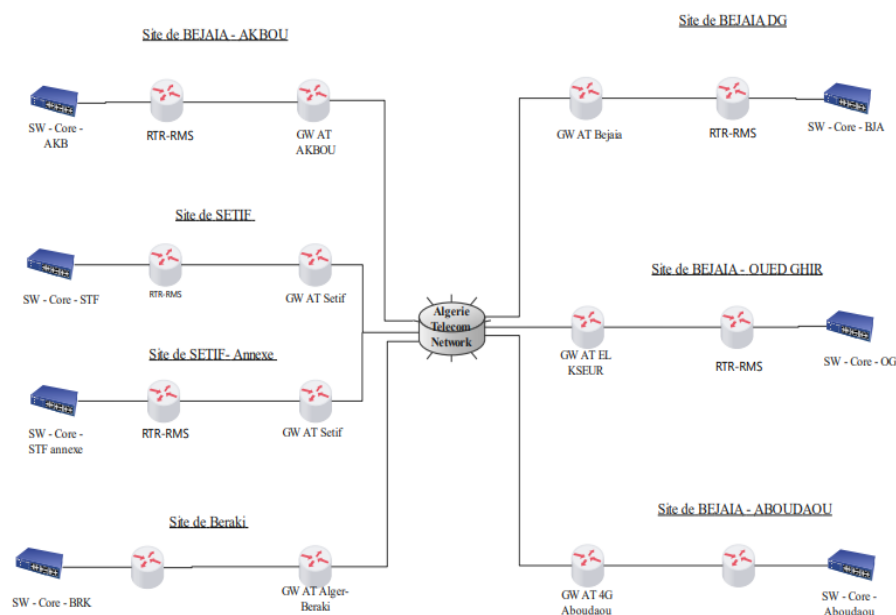 Site de BEJAIA - AKBOU
SW - Core -
AKB
RTR-RMS
GW AT
AKBOU
Site de SETIF
SW - Core - STF
RTR-RMS
GW AT Setif
Site de SETIF- Annexe
SW - Core -
STF annexe
RTR-RMS
GW AT Setif
Site de Beraki
SW - Core - BRK
GW AT Alger-
Beraki
Algerie
Telecom
Network
Site de BEJAIA DG
GW AT Bejaia
RTR-RMS
SW - Core - BJA
Site de BEJAIA - OUED GHIR
GW AT EL
KSEUR
RTR-RMS
SW - Core - OG
Site de BEJAIA - ABOUDAOU
GW AT 4G
Aboudaou
SW - Core -
Aboudaou